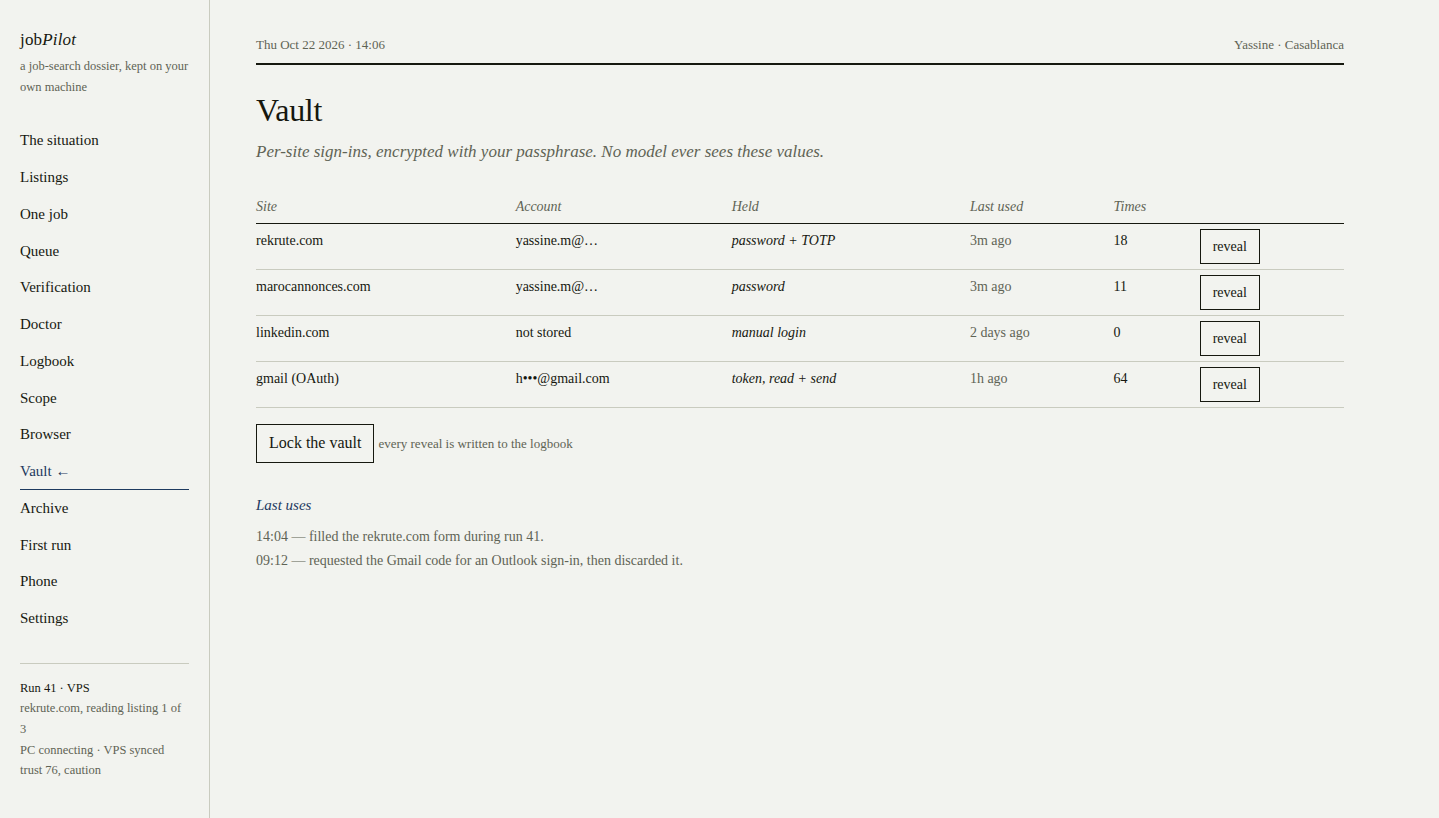 jobPilot
a job-search dossier, kept on your
own machine
The situation
Listings
One job
Queue
Verification
Doctor
Logbook
Scope
Browser
Vault ←
Archive
First run
Phone
Settings
Run 41 · VPS
rekrute.com, reading listing 1 of
3
PC connecting · VPS synced
trust 76, caution
Thu Oct 22 2026 · 14:06 Yassine · Casablanca
Vault
Per-site sign-ins, encrypted with your passphrase. No model ever sees these values.
Site Account Held Last used Times
rekrute.com yassine.m@… password + TOTP 3m ago 18 reveal
marocannonces.com yassine.m@… password 3m ago 11 reveal
linkedin.com not stored manual login 2 days ago 0 reveal
gmail (OAuth) h•••@gmail.com token, read + send 1h ago 64 reveal
Lock the vault every reveal is written to the logbook
Last uses
14:04 — filled the rekrute.com form during run 41.
09:12 — requested the Gmail code for an Outlook sign-in, then discarded it.